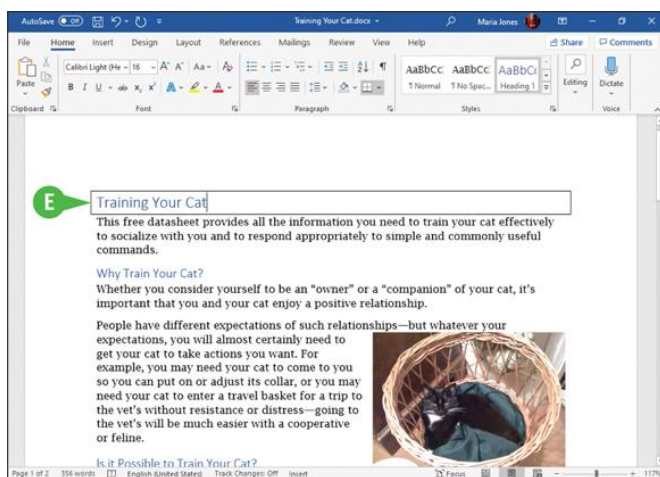 AutoSave Off Training Your Cat.docx Maria Jones
File Home Insert Design Layout References Mailings Review View Help Share Comments
Calibri Light (He 16 A A Aa A AaBbCc AaBbCc AaBbCc
Paste B I U ab x₂ x² A A ¶ Normal ¶ No Spac... Heading 1 Editing Dictate
Clipboard Font Paragraph Styles Voice
E
Training Your Cat
This free datasheet provides all the information you need to train your cat effectively
to socialize with you and to respond appropriately to simple and commonly useful
commands.
Why Train Your Cat?
Whether you consider yourself to be an “owner” or a “companion” of your cat, it’s
important that you and your cat enjoy a positive relationship.
People have different expectations of such relationships—but whatever your
expectations, you will almost certainly need to
get your cat to take actions you want. For
example, you may need your cat to come to you
so you can put on or adjust its collar, or you may
need your cat to enter a travel basket for a trip to
the vet’s without resistance or distress—going to
the vet’s will be much easier with a cooperative
or feline.
Is it Possible to Train Your Cat?
Page 1 of 2 356 words English (United States) Track Changes: Off Insert Focus 117%